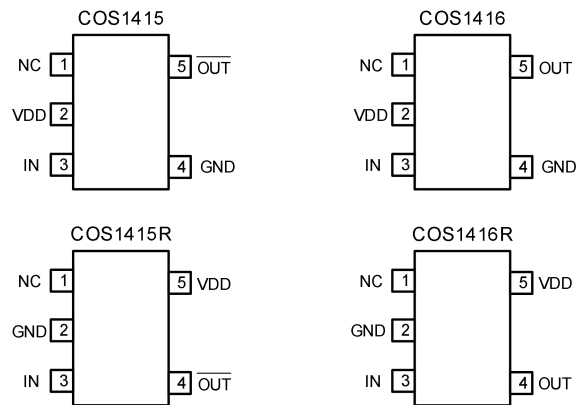 COS1415
NC 1 5 O̅U̅T̅
VDD 2
IN 3 4 GND
COS1416
NC 1 5 OUT
VDD 2
IN 3 4 GND
COS1415R
NC 1 5 VDD
GND 2
IN 3 4 O̅U̅T̅
COS1416R
NC 1 5 VDD
GND 2
IN 3 4 OUT